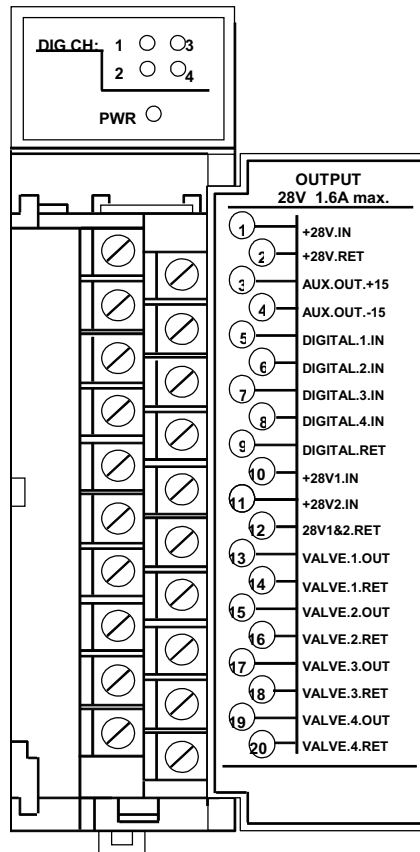 DIG.CH: 1 3
2 4
PWR
OUTPUT
28V 1.6A max.
1 +28V.IN
2 +28V.RET
3 AUX.OUT.+15
4 AUX.OUT.-15
5 DIGITAL.1.IN
6 DIGITAL.2.IN
7 DIGITAL.3.IN
8 DIGITAL.4.IN
9 DIGITAL.RET
10 +28V1.IN
11 +28V2.IN
12 28V1&2.RET
13 VALVE.1.OUT
14 VALVE.1.RET
15 VALVE.2.OUT
16 VALVE.2.RET
17 VALVE.3.OUT
18 VALVE.3.RET
19 VALVE.4.OUT
20 VALVE.4.RET